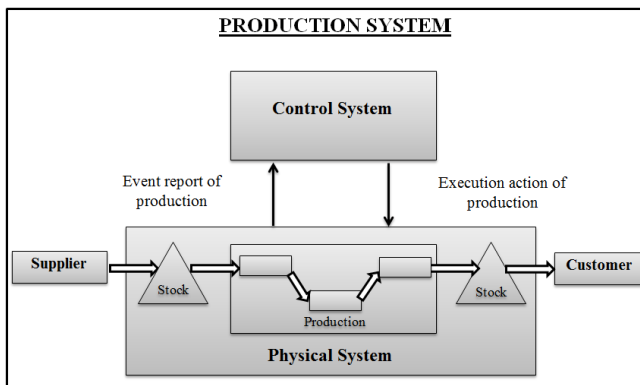 PRODUCTION SYSTEM
Control System
Event report of
production
Execution action of
production
Supplier
Stock
Production
Stock
Customer
Physical System